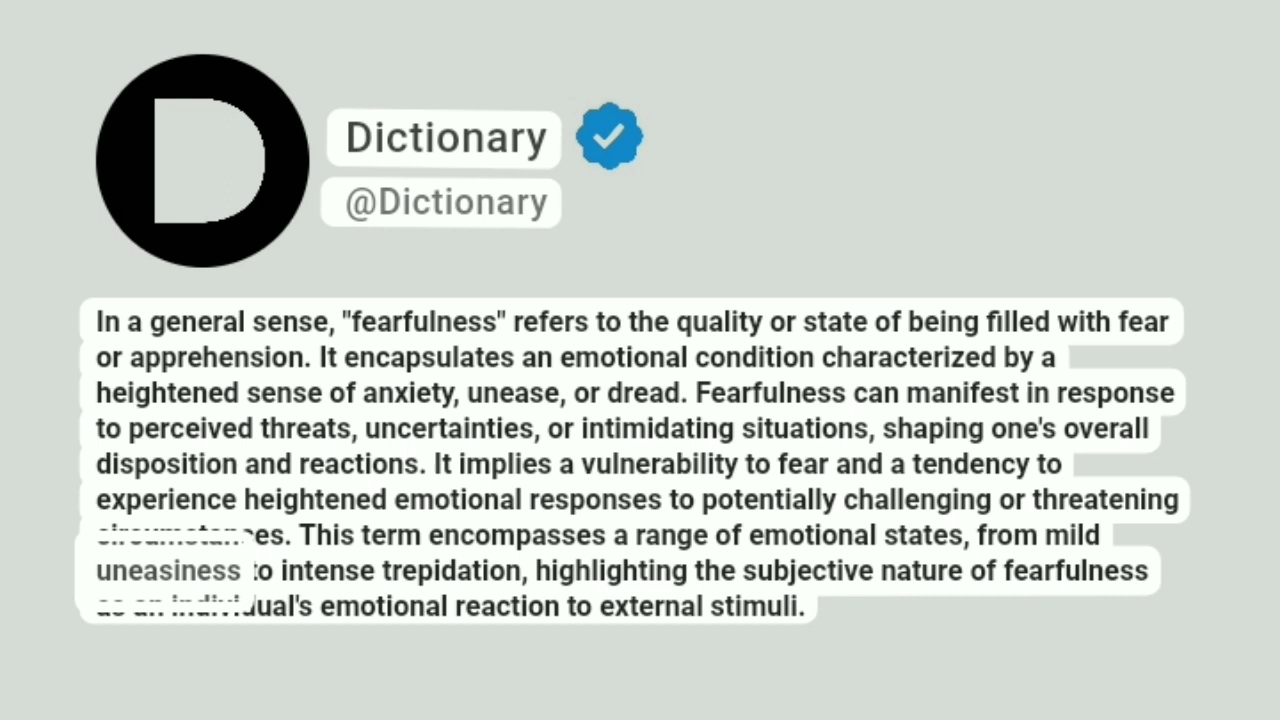 D
Dictionary
@Dictionary
In a general sense, "fearfulness" refers to the quality or state of being filled with fear
or apprehension. It encapsulates an emotional condition characterized by a
heightened sense of anxiety, unease, or dread. Fearfulness can manifest in response
to perceived threats, uncertainties, or intimidating situations, shaping one's overall
disposition and reactions. It implies a vulnerability to fear and a tendency to
experience heightened emotional responses to potentially challenging or threatening
circumstances. This term encompasses a range of emotional states, from mild
uneasiness to intense trepidation, highlighting the subjective nature of fearfulness
as an individual's emotional reaction to external stimuli.